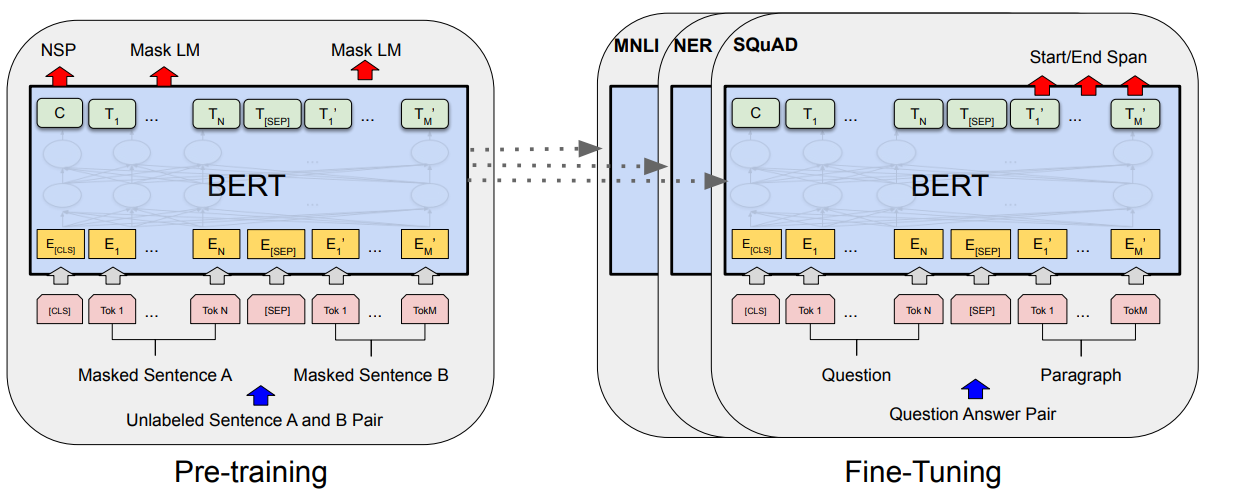 NSP Mask LM Mask LM
C T1 ... TN T[SEP] T1’ ... TM’
...
BERT
...
E[CLS] E1 ... EN E[SEP] E1’ ... EM’
[CLS] Tok 1 ... Tok N [SEP] Tok 1 ... TokM
Masked Sentence A Masked Sentence B
Unlabeled Sentence A and B Pair
Pre-training
MNLI NER SQuAD
Start/End Span
C T1 ... TN T[SEP] T1’ ... TM’
...
BERT
...
E[CLS] E1 ... EN E[SEP] E1’ ... EM’
[CLS] Tok 1 ... Tok N [SEP] Tok 1 ... TokM
Question Paragraph
Question Answer Pair
Fine-Tuning